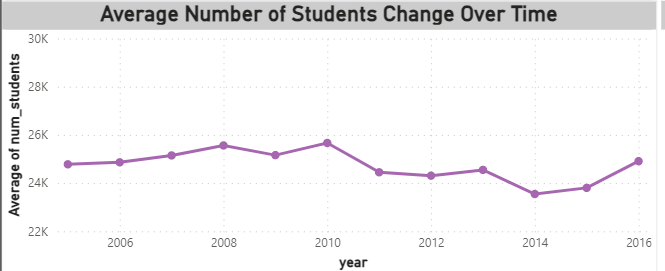 Average Number of Students Change Over Time
30K
28K
26K
24K
22K
Average of num_students
2006 2008 2010 2012 2014 2016
year